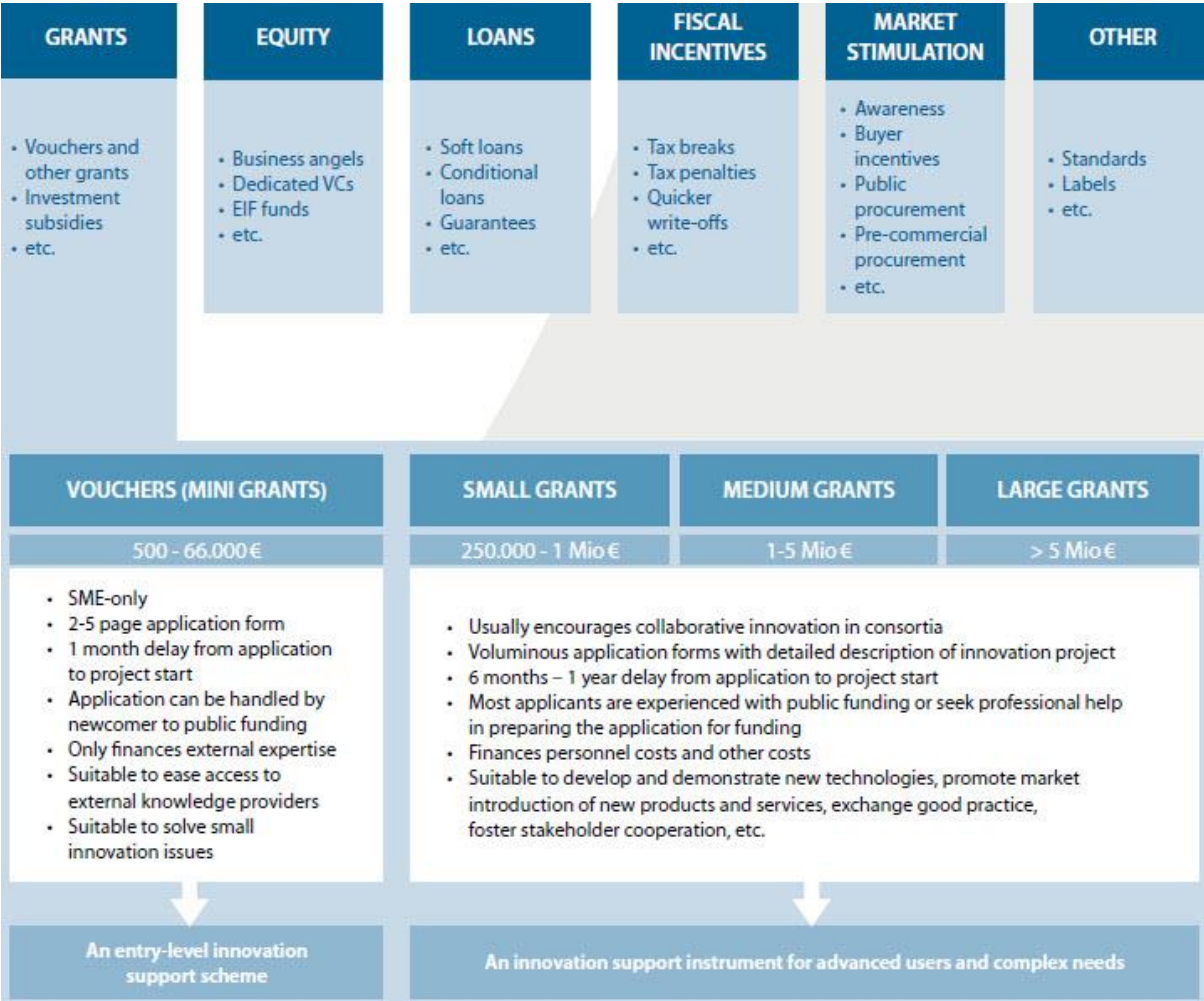 GRANTS
EQUITY
LOANS
FISCAL
INCENTIVES
MARKET
STIMULATION
OTHER
• Vouchers and
other grants
• Investment
subsidies
• etc.
• Business angels
• Dedicated VCs
• EIF funds
• etc.
• Soft loans
• Conditional
loans
• Guarantees
• etc.
• Tax breaks
• Tax penalties
• Quicker
write-offs
• etc.
• Awareness
• Buyer
incentives
• Public
procurement
• Pre-commercial
procurement
• etc.
• Standards
• Labels
• etc.
VOUCHERS (MINI GRANTS)
500 - 66.000 €
• SME-only
• 2-5 page application form
• 1 month delay from application
to project start
• Application can be handled by
newcomer to public funding
• Only finances external expertise
• Suitable to ease access to
external knowledge providers
• Suitable to solve small
innovation issues
An entry-level innovation
support scheme
SMALL GRANTS
MEDIUM GRANTS
LARGE GRANTS
250.000 - 1 Mio €
1-5 Mio €
> 5 Mio €
• Usually encourages collaborative innovation in consortia
• Voluminous application forms with detailed description of innovation project
• 6 months – 1 year delay from application to project start
• Most applicants are experienced with public funding or seek professional help
in preparing the application for funding
• Finances personnel costs and other costs
• Suitable to develop and demonstrate new technologies, promote market
introduction of new products and services, exchange good practice,
foster stakeholder cooperation, etc.
An innovation support instrument for advanced users and complex needs